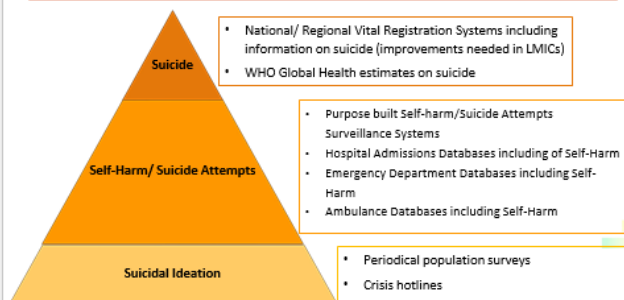 Suicide
• National/ Regional Vital Registration Systems including
information on suicide (improvements needed in LMICs)
• WHO Global Health estimates on suicide
Self-Harm/ Suicide Attempts
• Purpose built Self-harm/Suicide Attempts
Surveillance Systems
• Hospital Admissions Databases including of Self-Harm
• Emergency Department Databases including Self-
Harm
• Ambulance Databases including Self-Harm
Suicidal Ideation
• Periodical population surveys
• Crisis hotlines